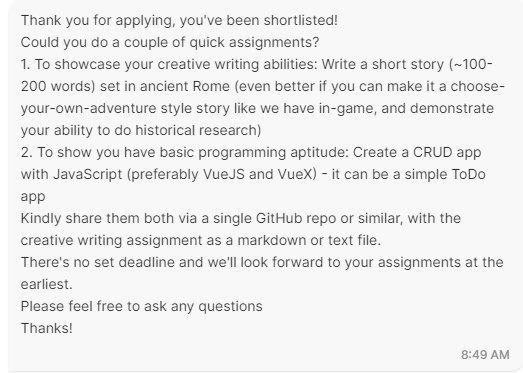 Thank you for applying, you've been shortlisted!
Could you do a couple of quick assignments?
1. To showcase your creative writing abilities: Write a short story (~100-
200 words) set in ancient Rome (even better if you can make it a choose-
your-own-adventure style story like we have in-game, and demonstrate
your ability to do historical research)
2. To show you have basic programming aptitude: Create a CRUD app
with JavaScript (preferably VueJS and VueX) - it can be a simple ToDo
app
Kindly share them both via a single GitHub repo or similar, with the
creative writing assignment as a markdown or text file.
There's no set deadline and we'll look forward to your assignments at the
earliest.
Please feel free to ask any questions
Thanks!
8:49 AM